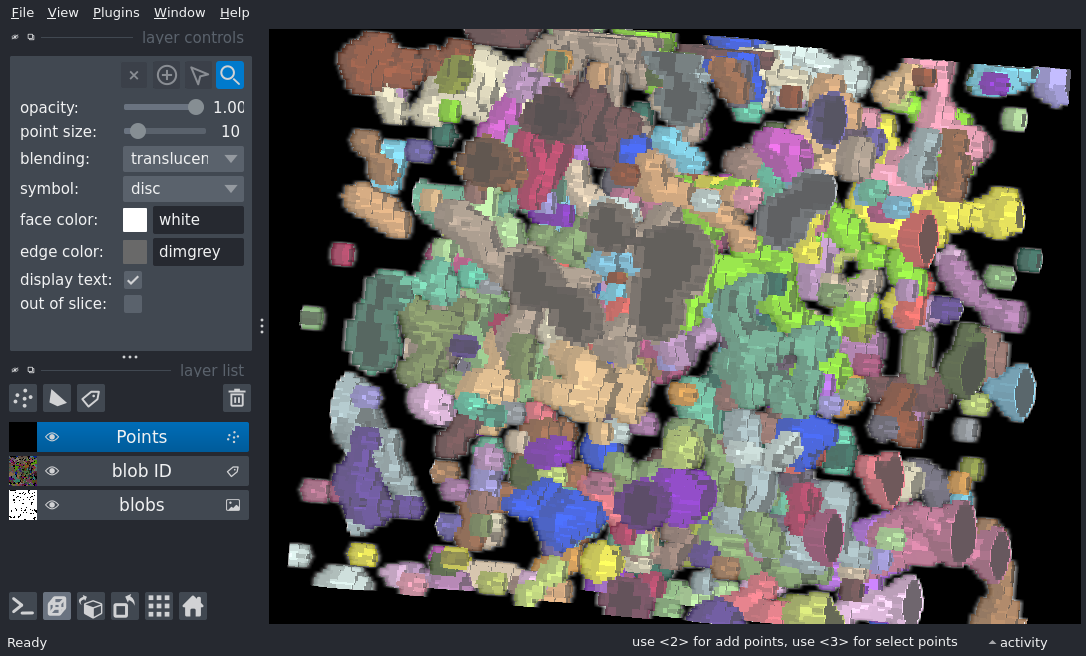 File View Plugins Window Help
layer controls
opacity: 1.00
point size: 10
blending: translucen
symbol: disc
face color: white
edge color: dimgrey
display text:
out of slice:
layer list
Points
blob ID
blobs
Ready
use <2> for add points, use <3> for select points
activity